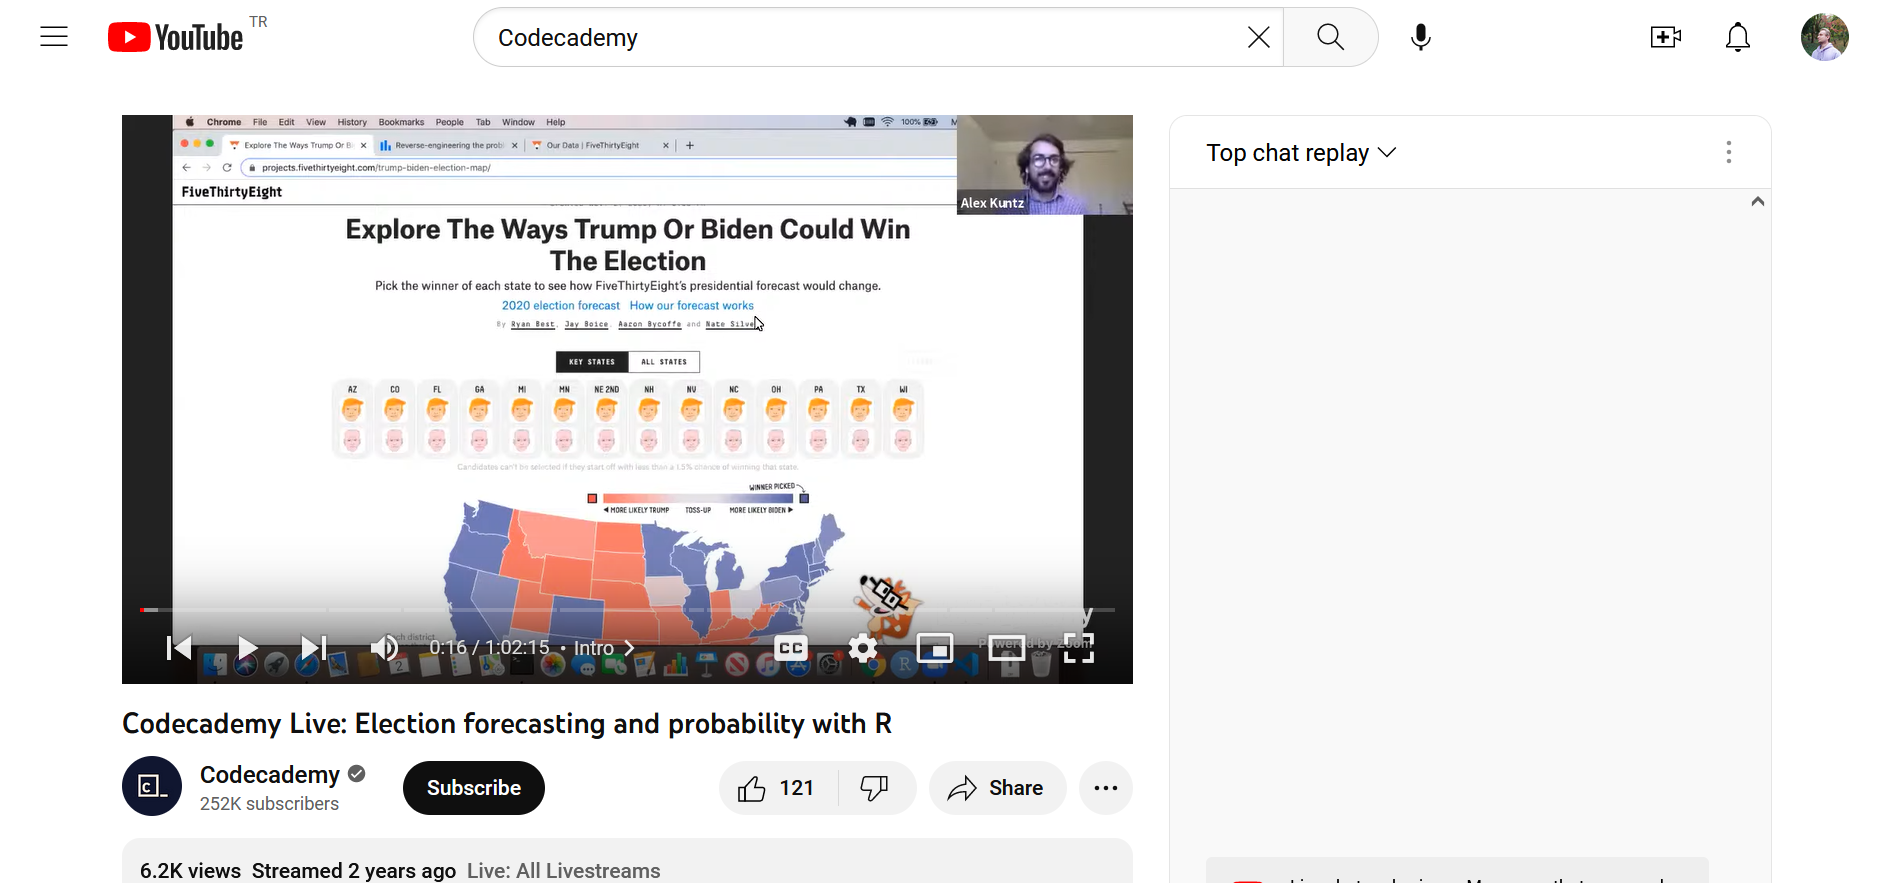 YouTube TR
Codecademy
Chrome File Edit View History Bookmarks People Tab Window Help 100%
Explore The Ways Trump Or Bi
Reverse-engineering the prob
Our Data | FiveThirtyEight
projects.fivethirtyeight.com/trump-biden-election-map/
FiveThirtyEight
Alex Kuntz
Explore The Ways Trump Or Biden Could Win
The Election
Pick the winner of each state to see how FiveThirtyEight's presidential forecast would change.
2020 election forecast How our forecast works
By Ryan Best, Jay Boice, Aaron Bycoffe and Nate Silve
KEY STATES ALL STATES
AZ CO FL GA MI MN NE 2ND NH NV NC OH PA TX WI
Candidates can't be selected if they start off with less than a 1.5% chance of winning that state.
WINNER PICKED
MORE LIKELY TRUMP TOSS-UP MORE LIKELY BIDEN
0:16 / 1:02:15 • Intro
CC
Powered by Zoom
Top chat replay
Codecademy Live: Election forecasting and probability with R
Codecademy
252K subscribers
Subscribe
121
Share
6.2K views Streamed 2 years ago Live: All Livestreams